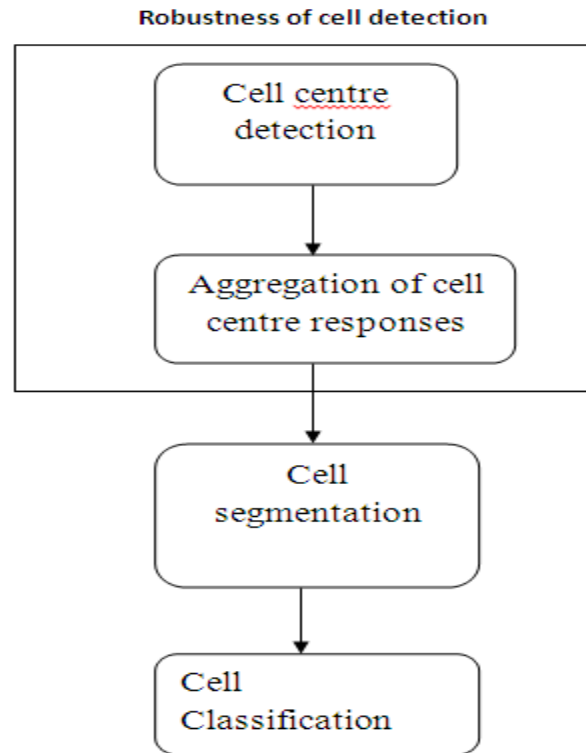 Robustness of cell detection
Cell centre
detection
Aggregation of cell
centre responses
Cell
segmentation
Cell
Classification